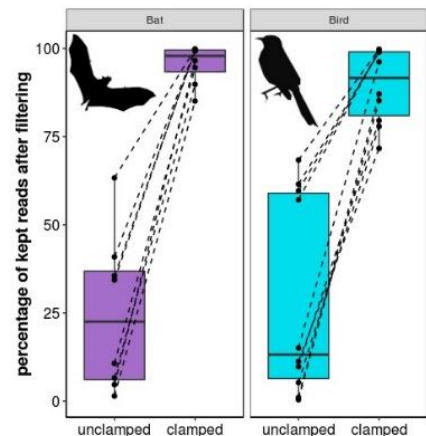 Bat
Bird
percentage of kept reads after filtering
100
75
50
25
0
unclamped
clamped
unclamped
clamped